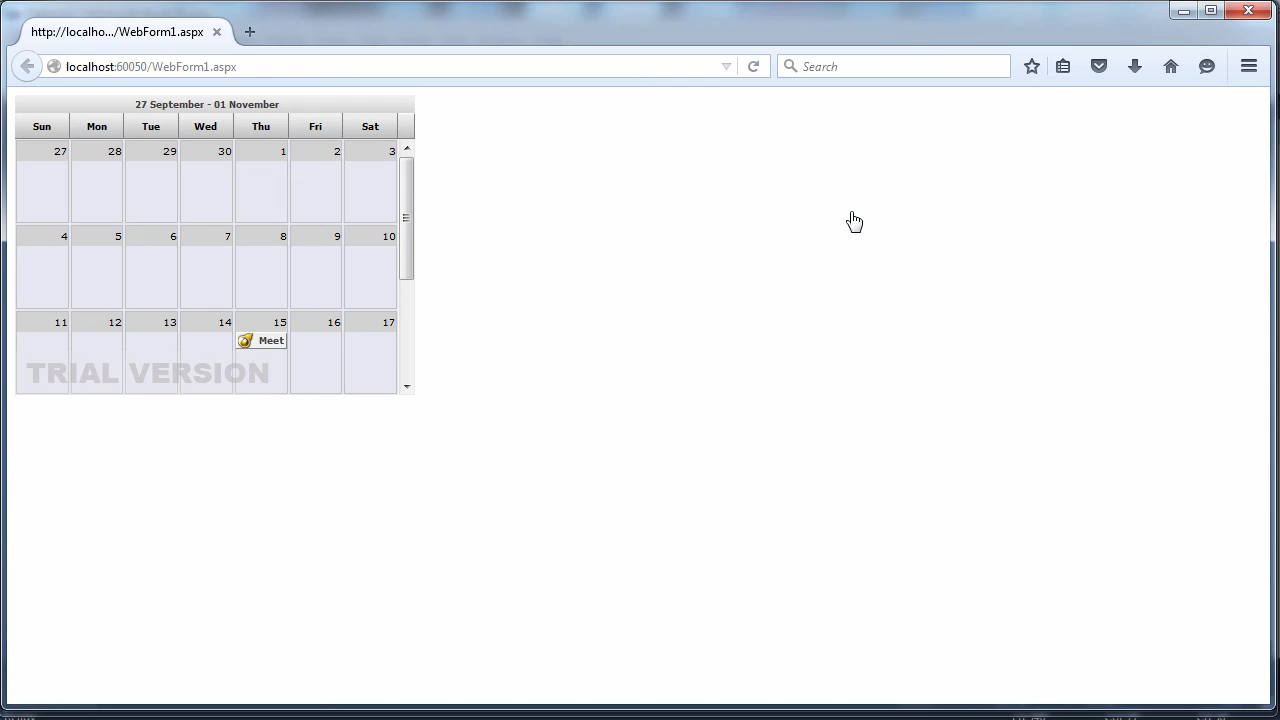 http://localho.../WebForm1.aspx
localhost:60050/WebForm1.aspx
Search
27 September - 01 November
Sun Mon Tue Wed Thu Fri Sat
27 28 29 30 1 2 3
4 5 6 7 8 9 10
11 12 13 14 15 16 17
Meet
TRIAL VERSION